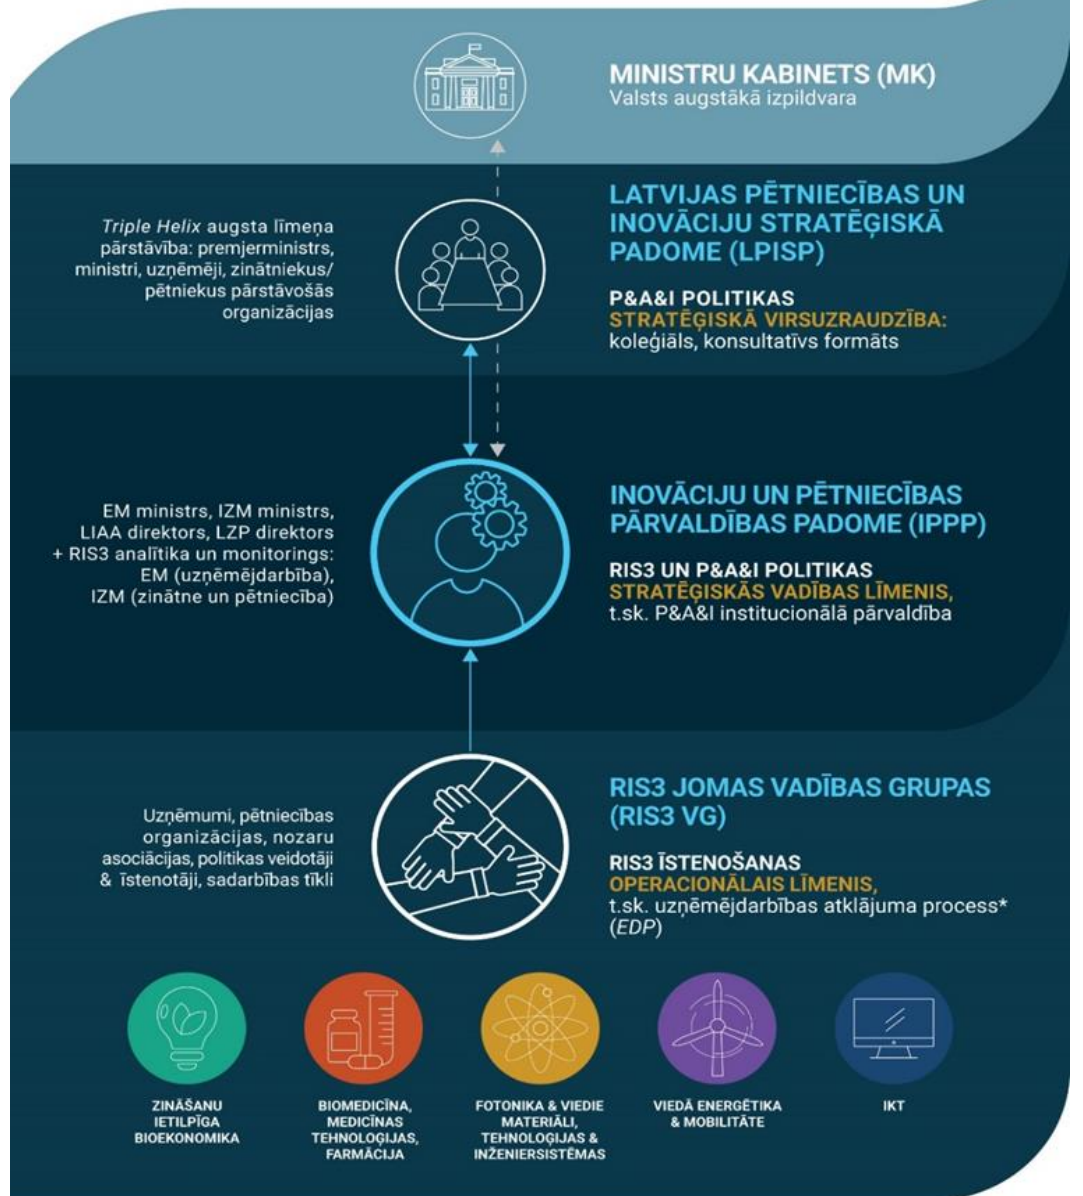 MINISTRU KABINETS (MK)
Valsts augstākā izpildvara
Triple Helix augsta līmeņa
pārstāvība: premjerministrs,
ministri, uzņēmēji, zinātniekus/
pētniekus pārstāvošās
organizācijas
LATVIJAS PĒTNIECĪBAS UN
INOVĀCIJU STRATĒĢISKĀ
PADOME (LPISP)
P&A&I POLITIKAS
STRATĒĢISKĀ VIRSUZRAUDZĪBA:
koleģiāls, konsultatīvs formāts
EM ministrs, IZM ministrs,
LIAA direktors, LZP direktors
+ RIS3 analītika un monitorings:
EM (uzņēmējdarbība),
IZM (zinātne un pētniecība)
INOVĀCIJU UN PĒTNIECĪBAS
PĀRVALDĪBAS PADOME (IPPP)
RIS3 UN P&A&I POLITIKAS
STRATĒĢISKĀS VADĪBAS LĪMENIS,
t.sk. P&A&I institucionālā pārvaldība
Uzņēmumi, pētniecības
organizācijas, nozaru
asociācijas, politikas veidotāji
& īstenotāji, sadarbības tīkli
RIS3 JOMAS VADĪBAS GRUPAS
(RIS3 VG)
RIS3 ĪSTENOŠANAS
OPERACIONĀLAIS LĪMENIS,
t.sk. uzņēmējdarbības atklājuma process*
(EDP)
ZINĀŠANU
IETILPĪGA
BIOEKONOMIKA
BIOMEDICĪNA,
MEDICĪNAS
TEHNOLOĢIJAS,
FARMĀCIJA
FOTONIKA & VIEDIE
MATERIĀLI,
TEHNOLOĢIJAS &
INŽENIERSISTĒMAS
VIEDĀ ENERGĒTIKA
& MOBILITĀTE
IKT